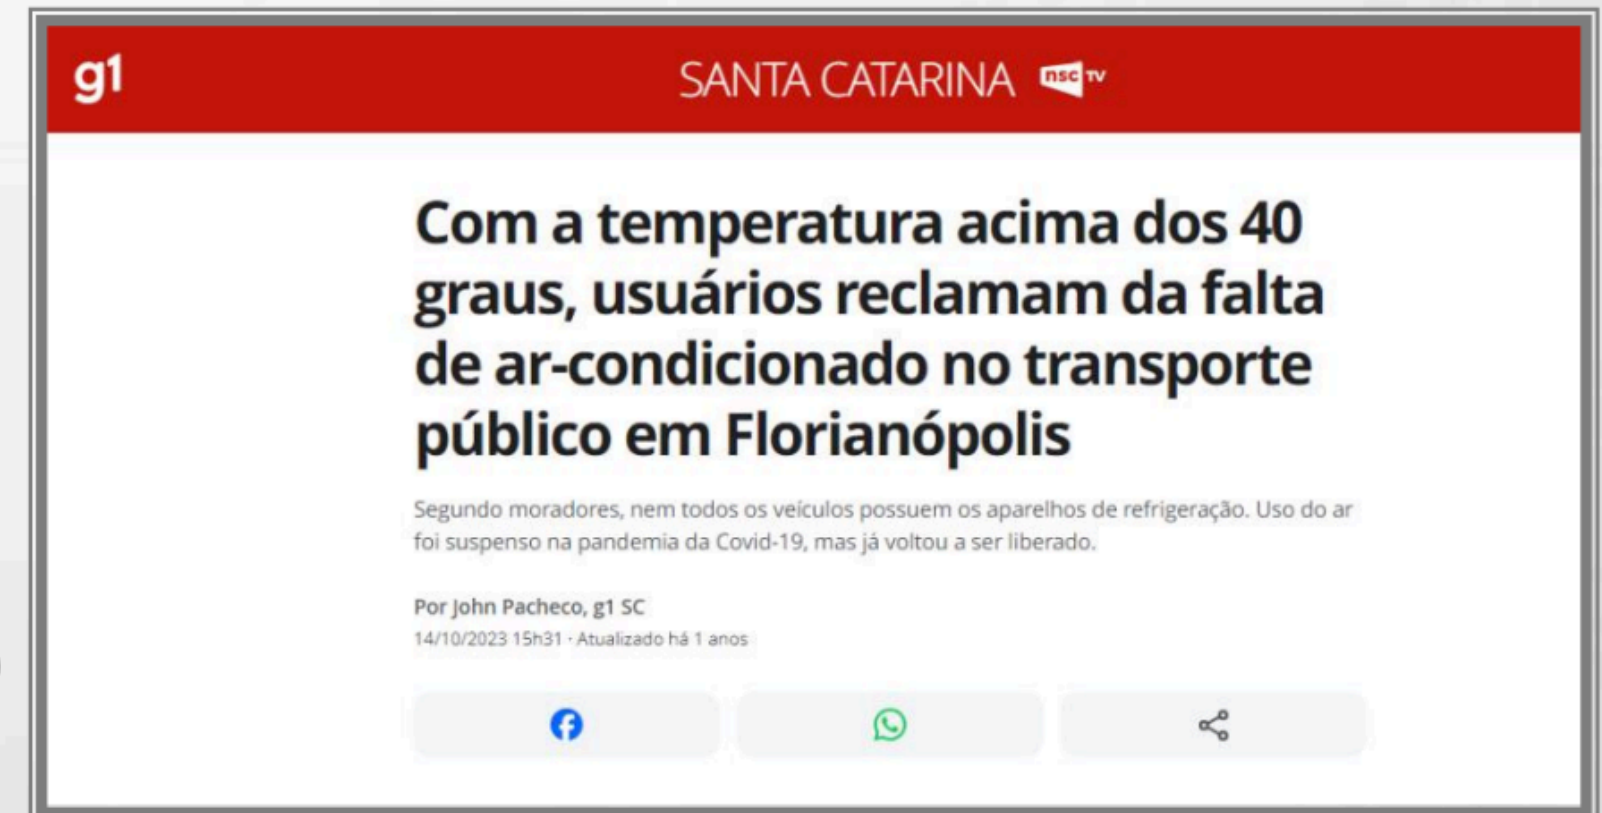 g1
SANTA CATARINA nsc TV
Com a temperatura acima dos 40
graus, usuários reclamam da falta
de ar-condicionado no transporte
público em Florianópolis
Segundo moradores, nem todos os veículos possuem os aparelhos de refrigeração. Uso do ar
foi suspenso na pandemia da Covid-19, mas já voltou a ser liberado.
Por John Pacheco, g1 SC
14/10/2023 15h31 · Atualizado há 1 anos